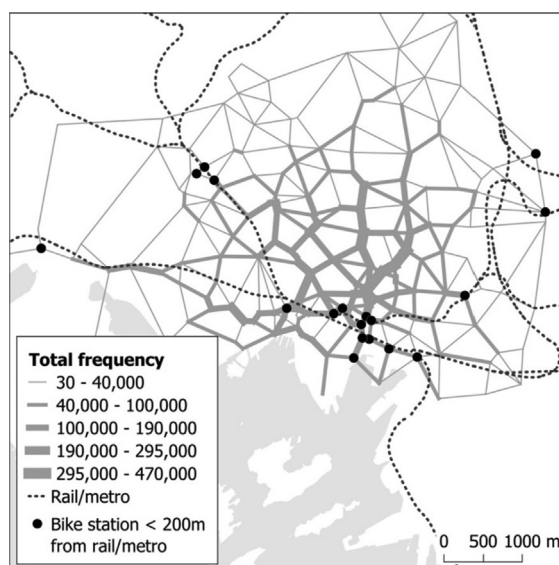 Total frequency
30 - 40,000
40,000 - 100,000
100,000 - 190,000
190,000 - 295,000
295,000 - 470,000
Rail/metro
Bike station < 200m
from rail/metro
0 500 1000 m